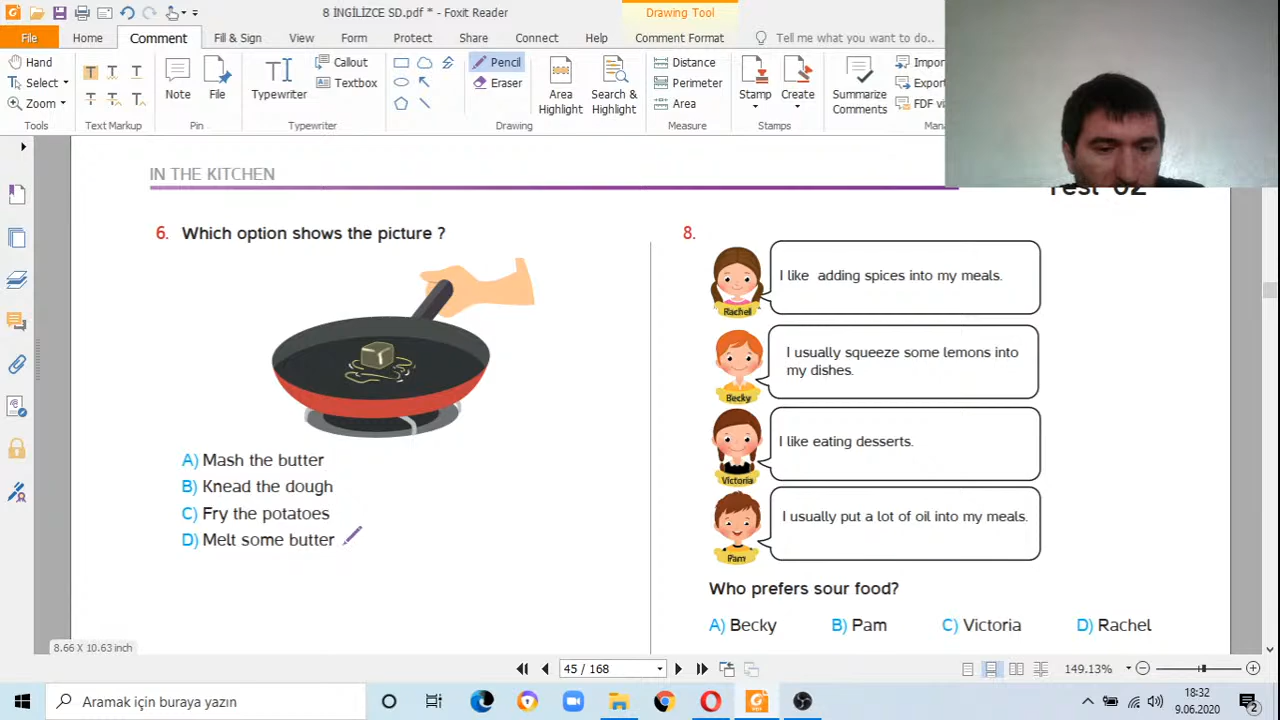 8 İNGİLİZCE SD.pdf * - Foxit Reader
Drawing Tool
File
Home
Comment
Fill & Sign
View
Form
Protect
Share
Connect
Help
Comment Format
Tell me what you want to do..
Hand
Select
Zoom
Tools
Text Markup
Note
File
Pin
Typewriter
Callout
Textbox
Typewriter
Pencil
Eraser
Drawing
Area Highlight
Search & Highlight
Distance
Perimeter
Area
Measure
Stamp
Create
Stamps
Summarize Comments
Impor
Export
FDF vi
Man
IN THE KITCHEN
Test 02
6. Which option shows the picture ?
A) Mash the butter
B) Knead the dough
C) Fry the potatoes
D) Melt some butter
8.
I like adding spices into my meals.
Rachel
I usually squeeze some lemons into
my dishes.
Becky
I like eating desserts.
Victoria
I usually put a lot of oil into my meals.
Pam
Who prefers sour food?
A) Becky B) Pam C) Victoria D) Rachel
8.66 X 10.63 inch
45 / 168
149.13%
Aramak için buraya yazın
18:32
9.06.2020
2